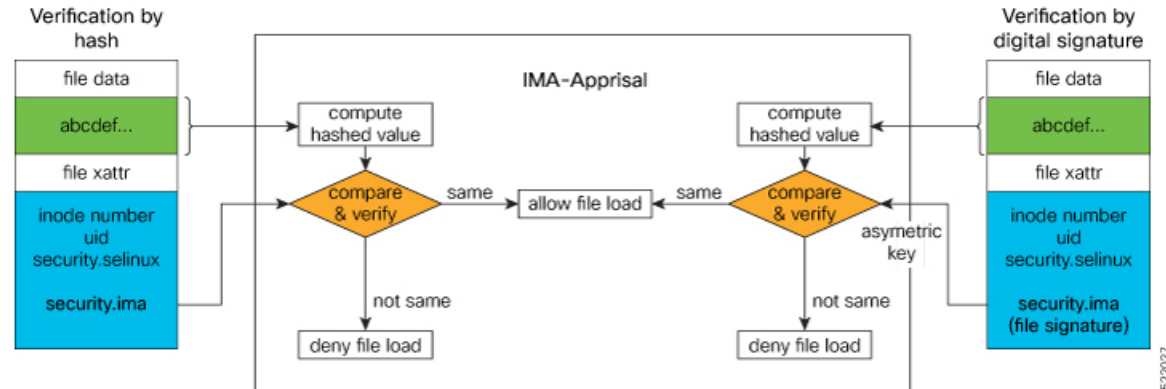 Verification by
hash
file data
abcdef...
file xattr
inode number
uid
security.selinux
security.ima
IMA-Apprisal
compute
hashed value
compare
& verify
same
not same
deny file load
allow file load
compute
hashed value
same
compare
& verify
asymetric
key
not same
deny file load
Verification by
digital signature
file data
abcdef...
file xattr
inode number
uid
security.selinux
security.ima
(file signature)